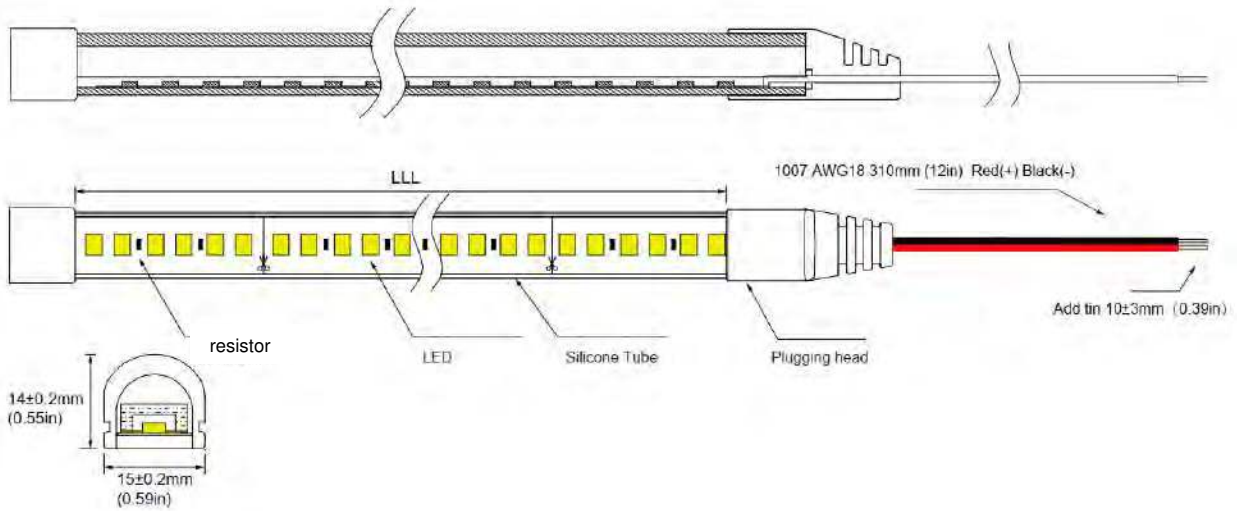 LLL
1007 AWG18 310mm (12in) Red(+) Black(-)
Add tin 10±3mm (0.39in)
resistor
LED
Silicone Tube
Plugging head
14±0.2mm
(0.55in)
15±0.2mm
(0.59in)